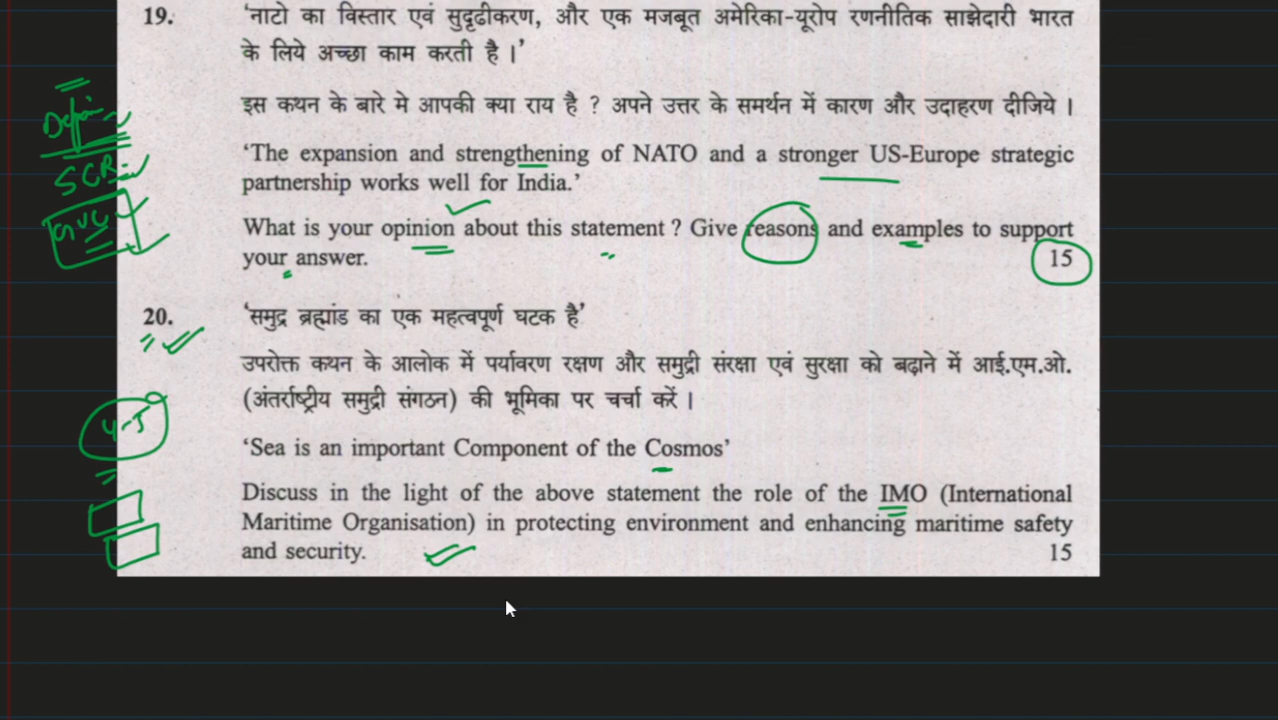 19. 'नाटो का विस्तार एवं सुदृढीकरण, और एक मजबूत अमेरिका-यूरोप रणनीतिक साझेदारी भारत
के लिये अच्छा काम करती है ।'
इस कथन के बारे मे आपकी क्या राय है ? अपने उत्तर के समर्थन में कारण और उदाहरण दीजिये ।
'The expansion and strengthening of NATO and a stronger US-Europe strategic
partnership works well for India.'
What is your opinion about this statement ? Give reasons and examples to support
your answer. 15
20. 'समुद्र ब्रह्मांड का एक महत्वपूर्ण घटक है'
उपरोक्त कथन के आलोक में पर्यावरण रक्षण और समुद्री संरक्षा एवं सुरक्षा को बढ़ाने में आई.एम.ओ.
(अंतर्राष्ट्रीय समुद्री संगठन) की भूमिका पर चर्चा करें ।
'Sea is an important Component of the Cosmos'
Discuss in the light of the above statement the role of the IMO (International
Maritime Organisation) in protecting environment and enhancing maritime safety
and security. 15